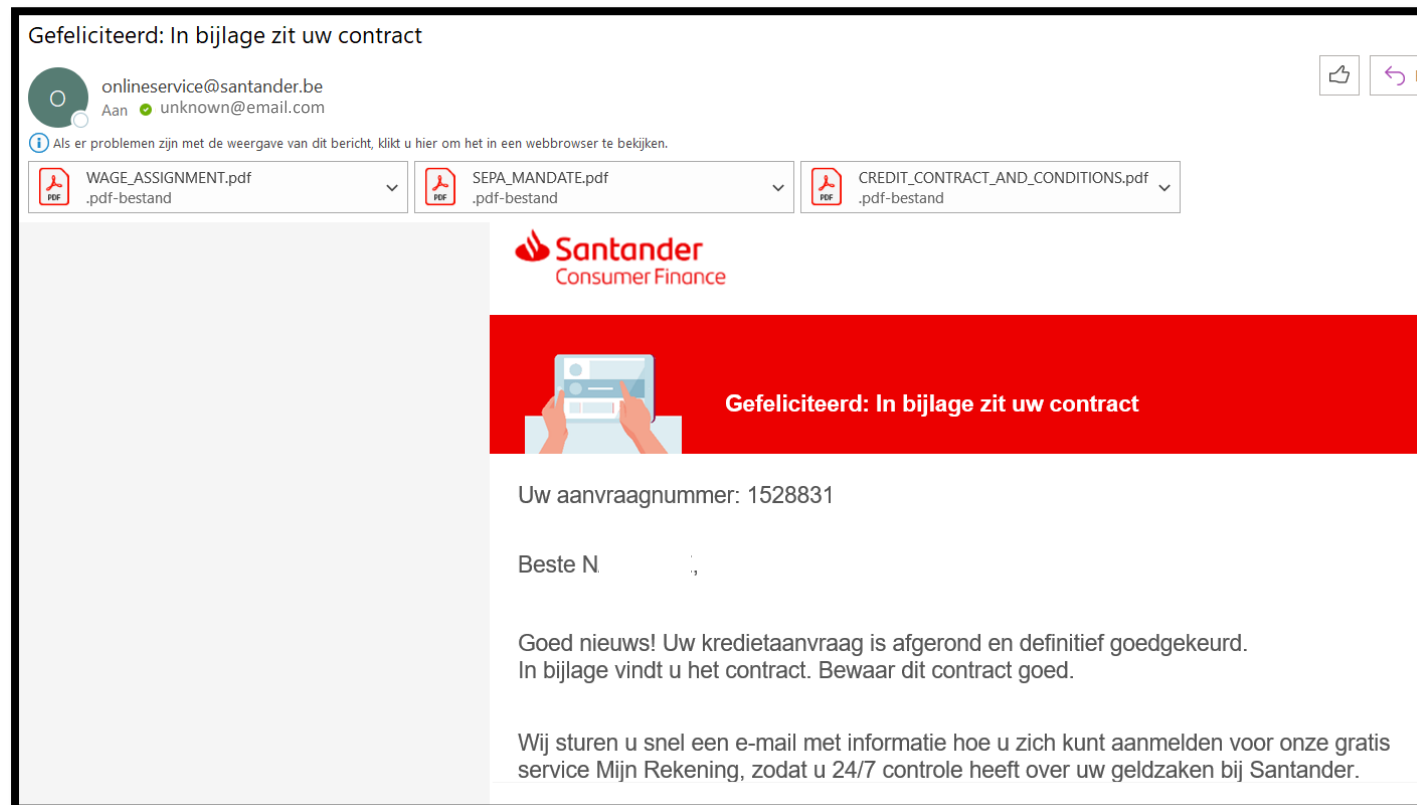 Gefeliciteerd: In bijlage zit uw contract
O
onlineservice@santander.be
Aan unknown@email.com
Als er problemen zijn met de weergave van dit bericht, klikt u hier om het in een webbrowser te bekijken.
WAGE_ASSIGNMENT.pdf
.pdf-bestand
SEPA_MANDATE.pdf
.pdf-bestand
CREDIT_CONTRACT_AND_CONDITIONS.pdf
.pdf-bestand
Santander
Consumer Finance
Gefeliciteerd: In bijlage zit uw contract
Uw aanvraagnummer: 1528831
Beste N
Goed nieuws! Uw kredietaanvraag is afgerond en definitief goedgekeurd.
In bijlage vindt u het contract. Bewaar dit contract goed.
Wij sturen u snel een e-mail met informatie hoe u zich kunt aanmelden voor onze gratis
service Mijn Rekening, zodat u 24/7 controle heeft over uw geldzaken bij Santander.